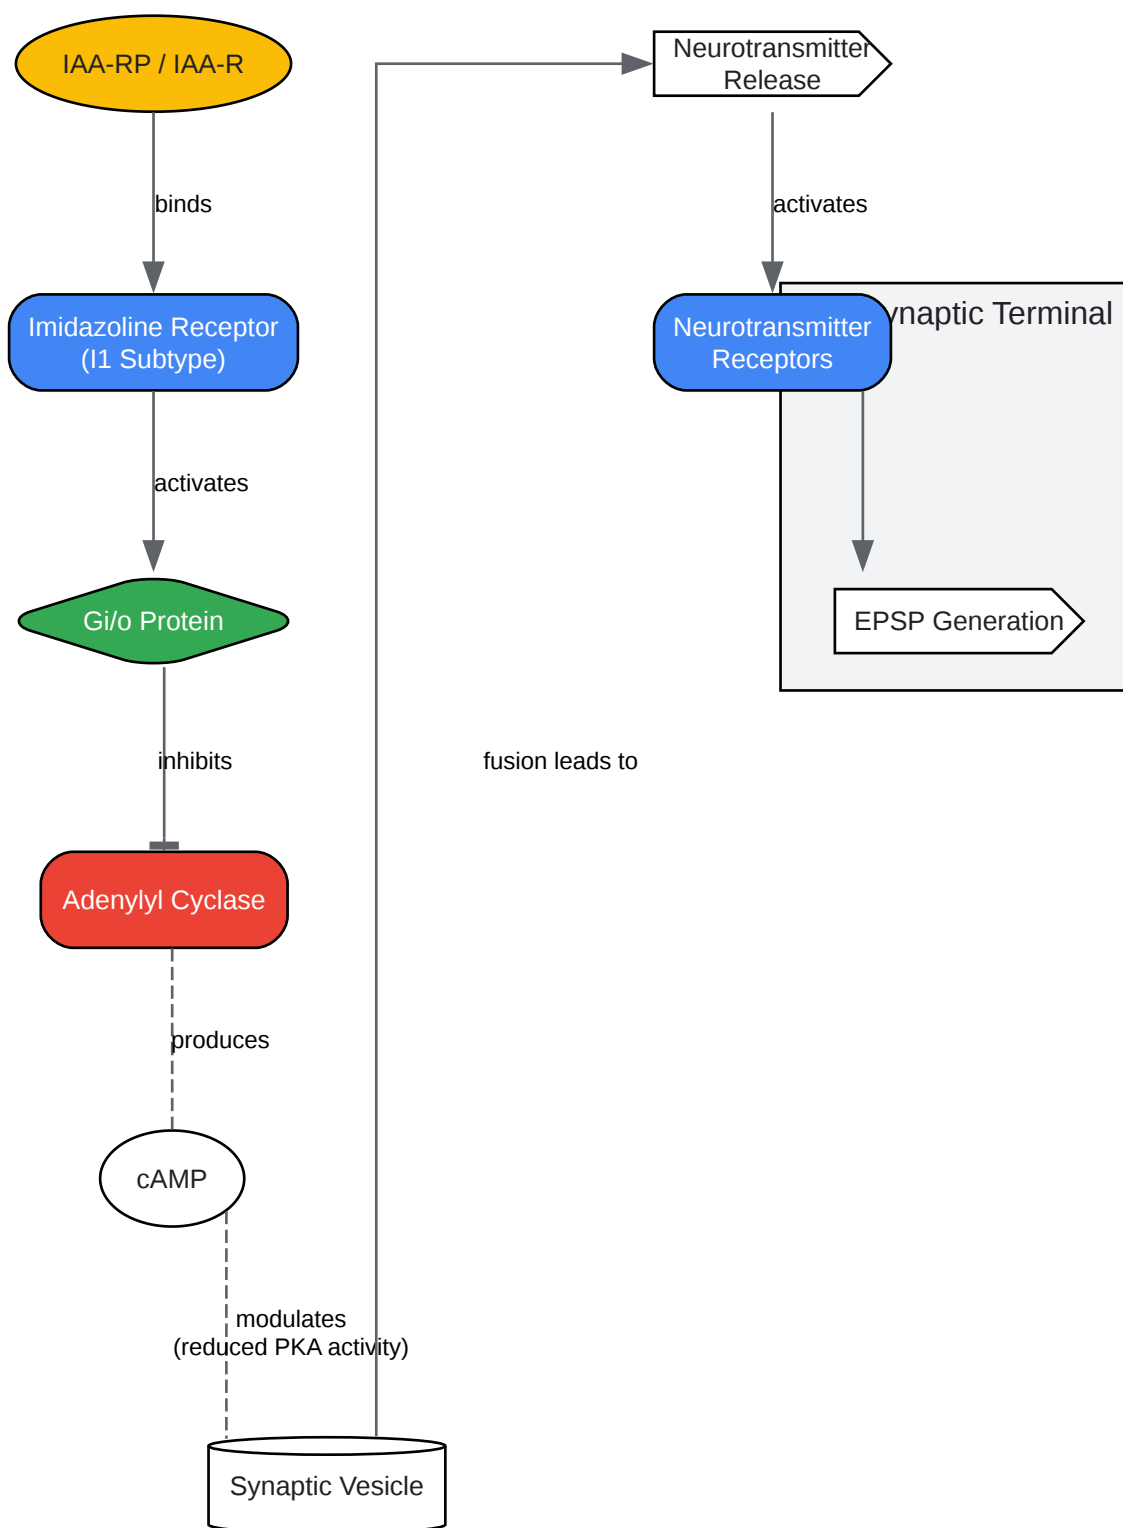 IAA-RP / IAA-R
binds
Imidazoline Receptor
(I1 Subtype)
activates
Gi/o Protein
inhibits
Adenylyl Cyclase
produces
cAMP
modulates
(reduced PKA activity)
Synaptic Vesicle
fusion leads to
Neurotransmitter
Release
activates
Neurotransmitter
Receptors
Terminal
EPSP Generation